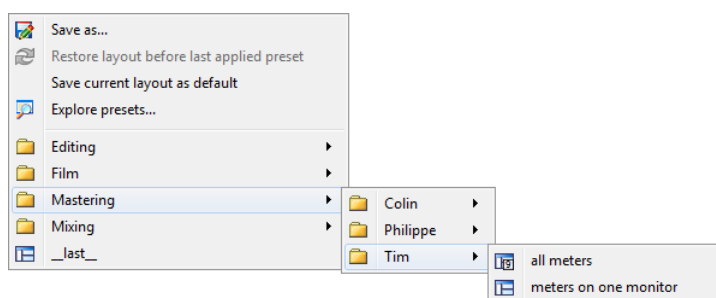 Save as...
Restore layout before last applied preset
Save current layout as default
Explore presets...
Editing
Film
Mastering
Mixing
__last__
Colin
Philippe
Tim
all meters
meters on one monitor